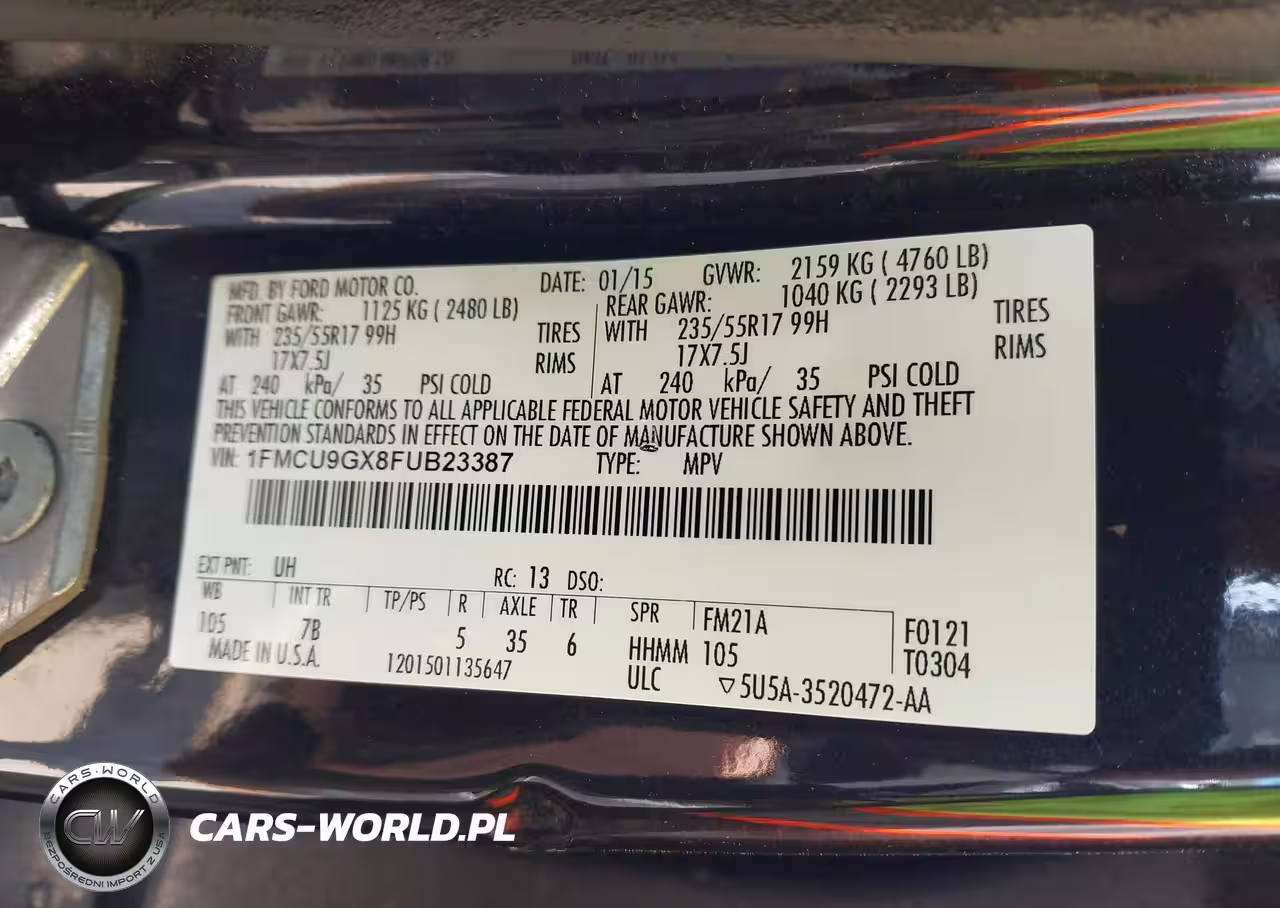 MFD. BY FORD MOTOR CO. DATE: 01/15 GVWR: 2159 KG ( 4760 LB)
FRONT GAWR: 1125 KG ( 2480 LB) REAR GAWR: 1040 KG ( 2293 LB)
WITH 235/55R17 99H TIRES WITH 235/55R17 99H TIRES
17X7.5J RIMS 17X7.5J RIMS
AT 240 kPa/ 35 PSI COLD AT 240 kPa/ 35 PSI COLD
THIS VEHICLE CONFORMS TO ALL APPLICABLE FEDERAL MOTOR VEHICLE SAFETY AND THEFT
PREVENTION STANDARDS IN EFFECT ON THE DATE OF MANUFACTURE SHOWN ABOVE.
VIN: 1FMCU9GX8FUB23387 TYPE: MPV
EXT PNT: UH RC: 13 DSO:
WB INT TR TP/PS R AXLE TR SPR FM21A F0121
105 7B 5 35 6 HHMM 105 T0304
MADE IN U.S.A. 1201501135647 ULC ▽5U5A-3520472-AA
CARS-WORLD
CW
BEZPOŚREDNI IMPORT Z USA
CARS-WORLD.PL